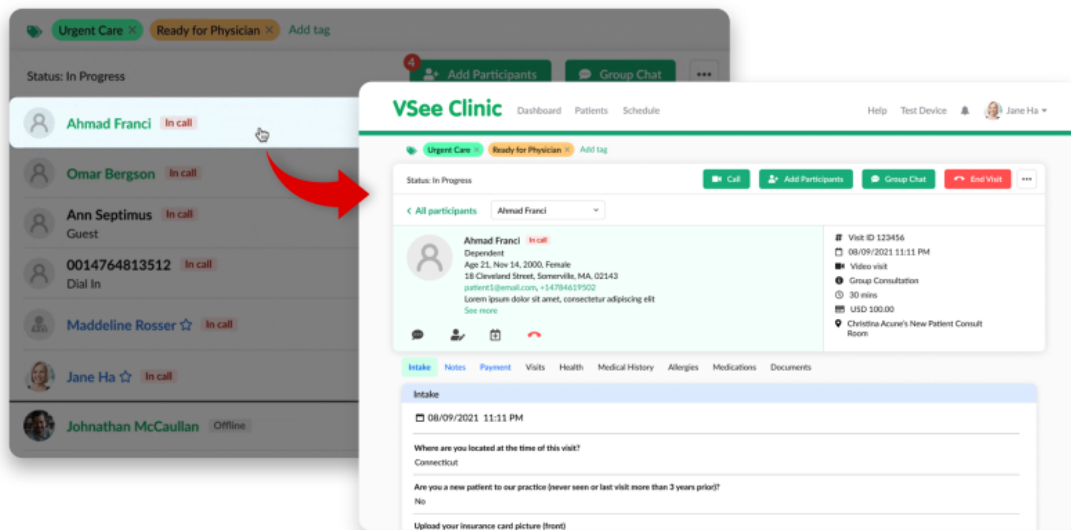 Urgent Care ×
Ready for Physician ×
Add tag
Status: In Progress
4
Add Participants
Group Chat
Ahmad Franci In call
Omar Bergson In call
Ann Septimus In call
Guest
0014764813512 In call
Dial In
Maddeline Rosser ☆ In call
Jane Ha ☆ In call
Johnathan McCaullan Offline
VSee Clinic
Dashboard
Patients
Schedule
Help
Test Device
Jane Ha
Urgent Care ×
Ready for Physician ×
Add tag
Status: In Progress
Call
Add Participants
Group Chat
End Visit
< All participants
Ahmad Franci
Ahmad Franci In call
Dependent
Age 21, Nov 14, 2000, Female
18 Cleveland Street, Somerville, MA, 02143
patient1@email.com, +14784619502
Lorem ipsum dolor sit amet, consectetur adipiscing elit
See more
Visit ID 123456
08/09/2021 11:11 PM
Video visit
Group Consultation
30 mins
USD 100.00
Christina Acune's New Patient Consult
Room
Intake
Notes
Payment
Visits
Health
Medical History
Allergies
Medications
Documents
Intake
08/09/2021 11:11 PM
Where are you located at the time of this visit?
Connecticut
Are you a new patient to our practice (never seen or last visit more than 3 years prior)?
No
Upload your insurance card picture (front)